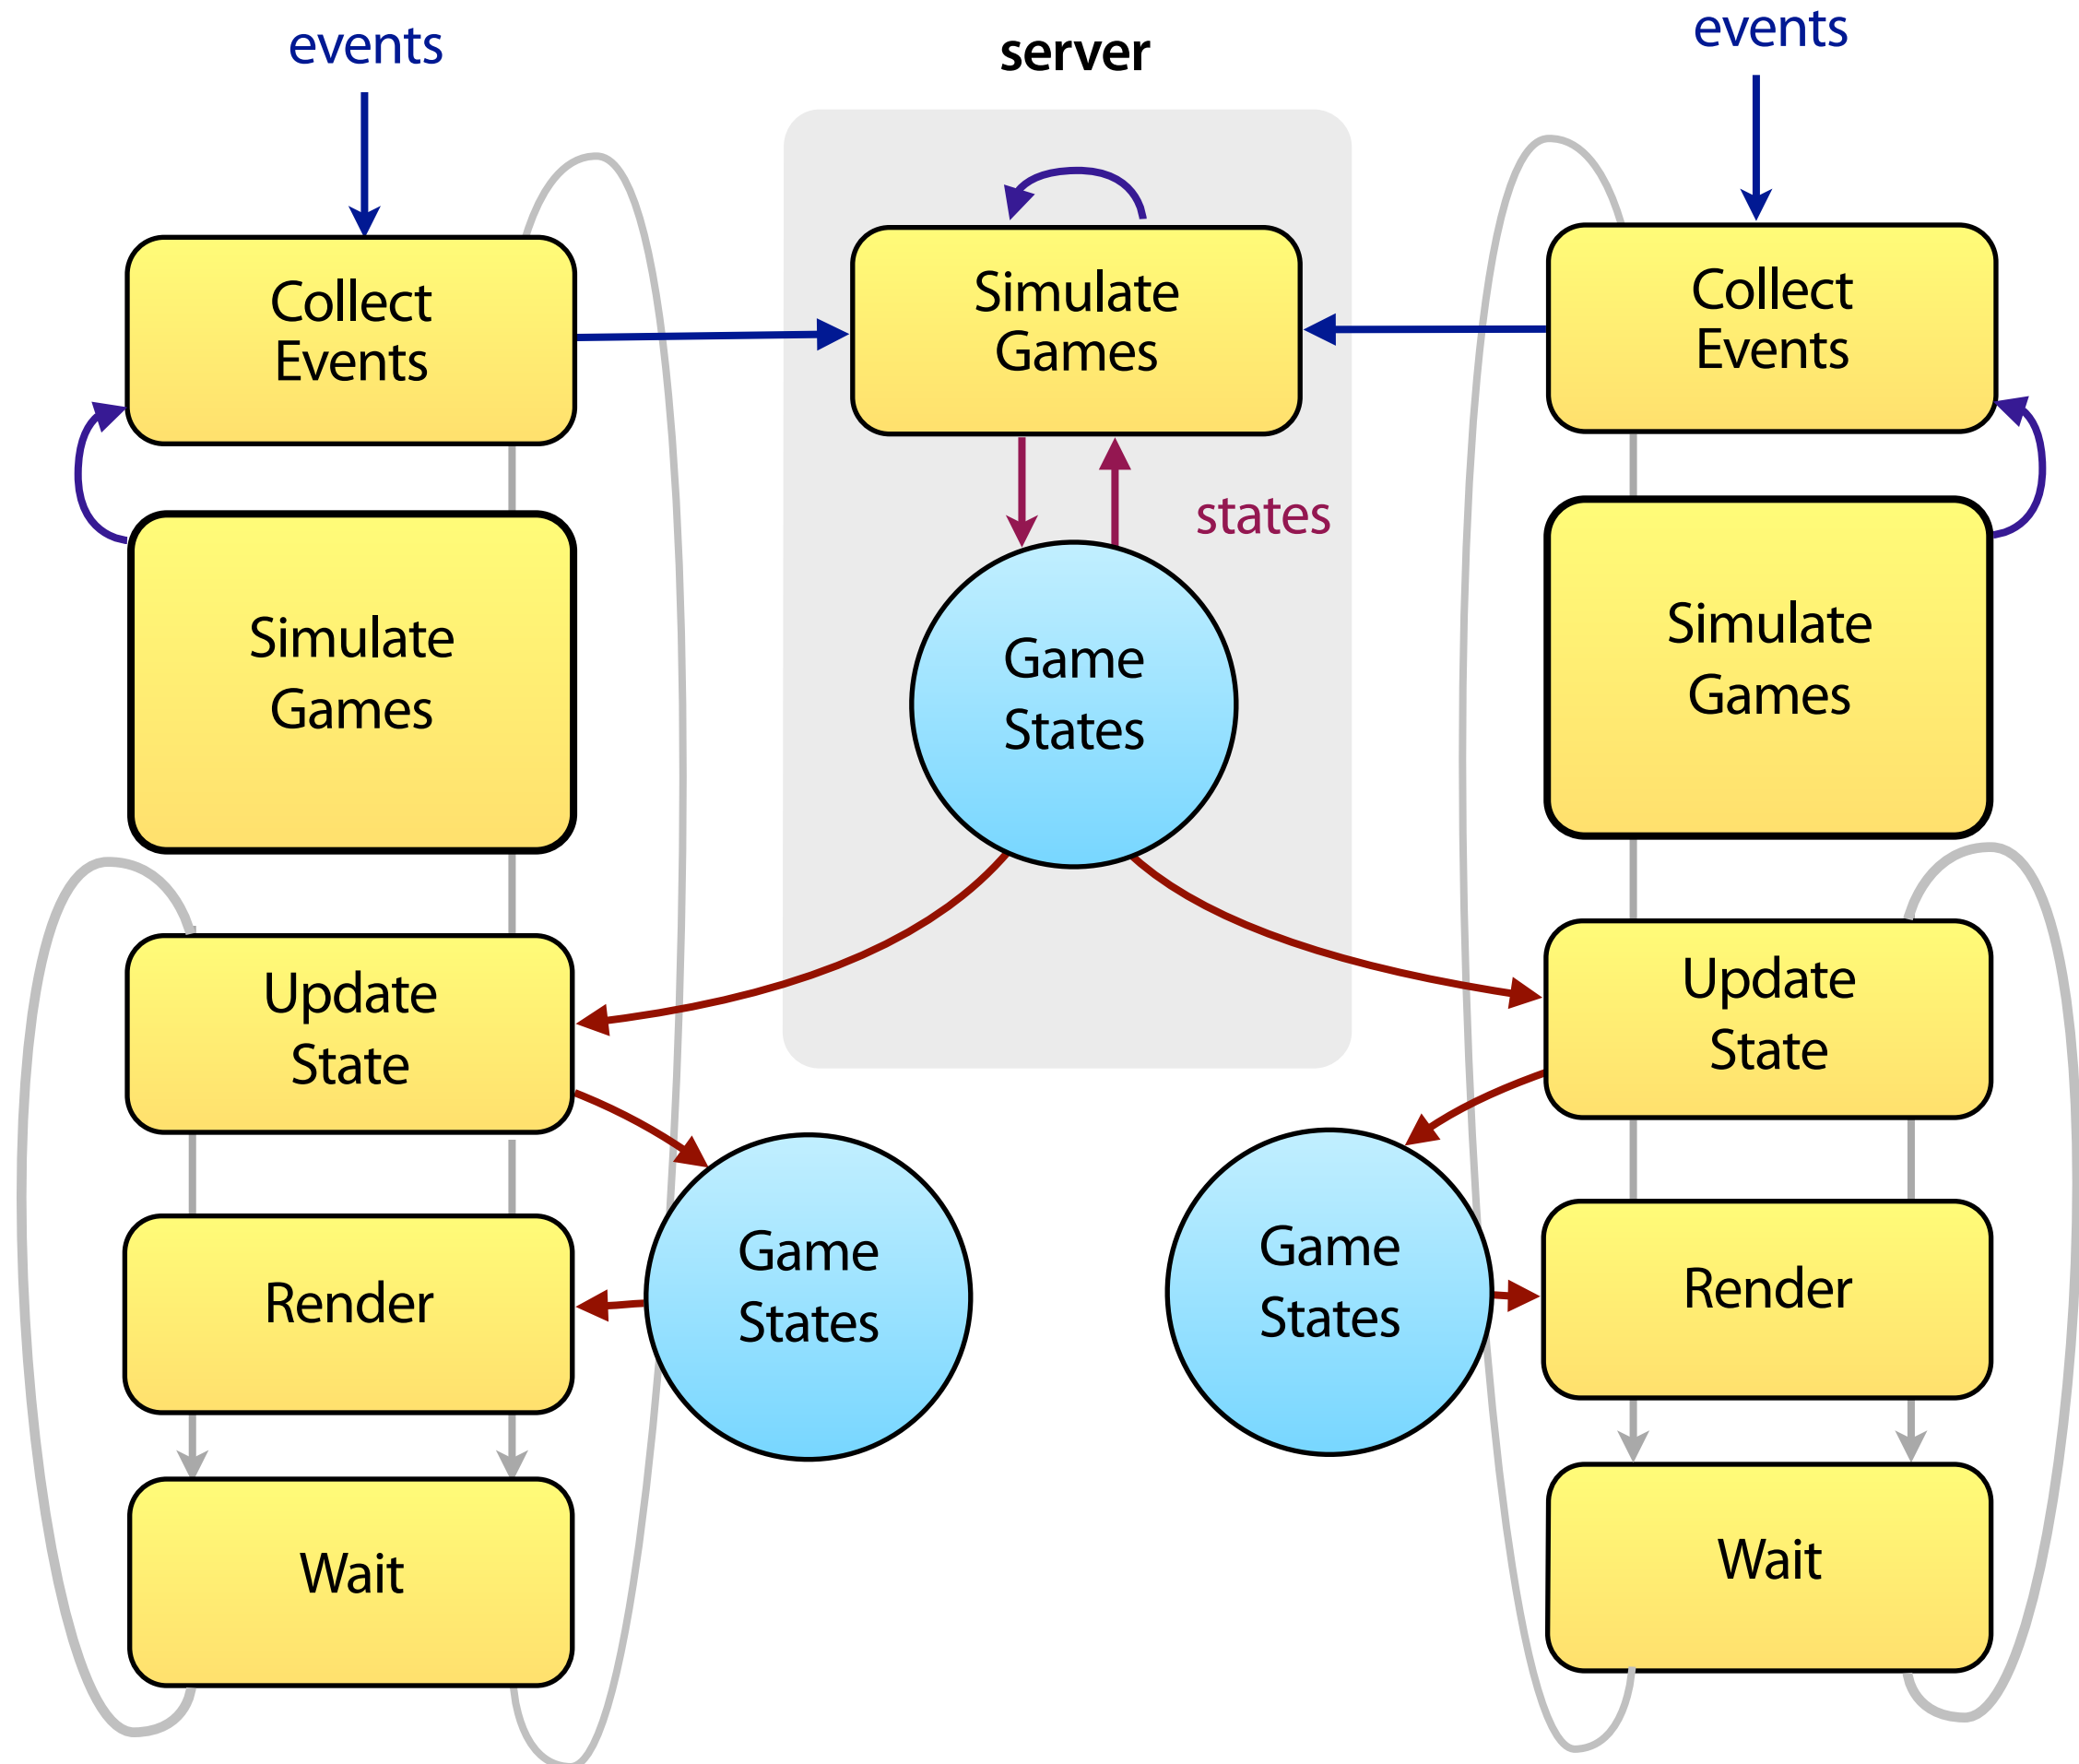 events
server
events
Collect
Events
Simulate
Games
Collect
Events
states
Simulate
Games
Game
States
Simulate
Games
Update
State
Update
State
Game
States
Game
States
Render
Render
Wait
Wait